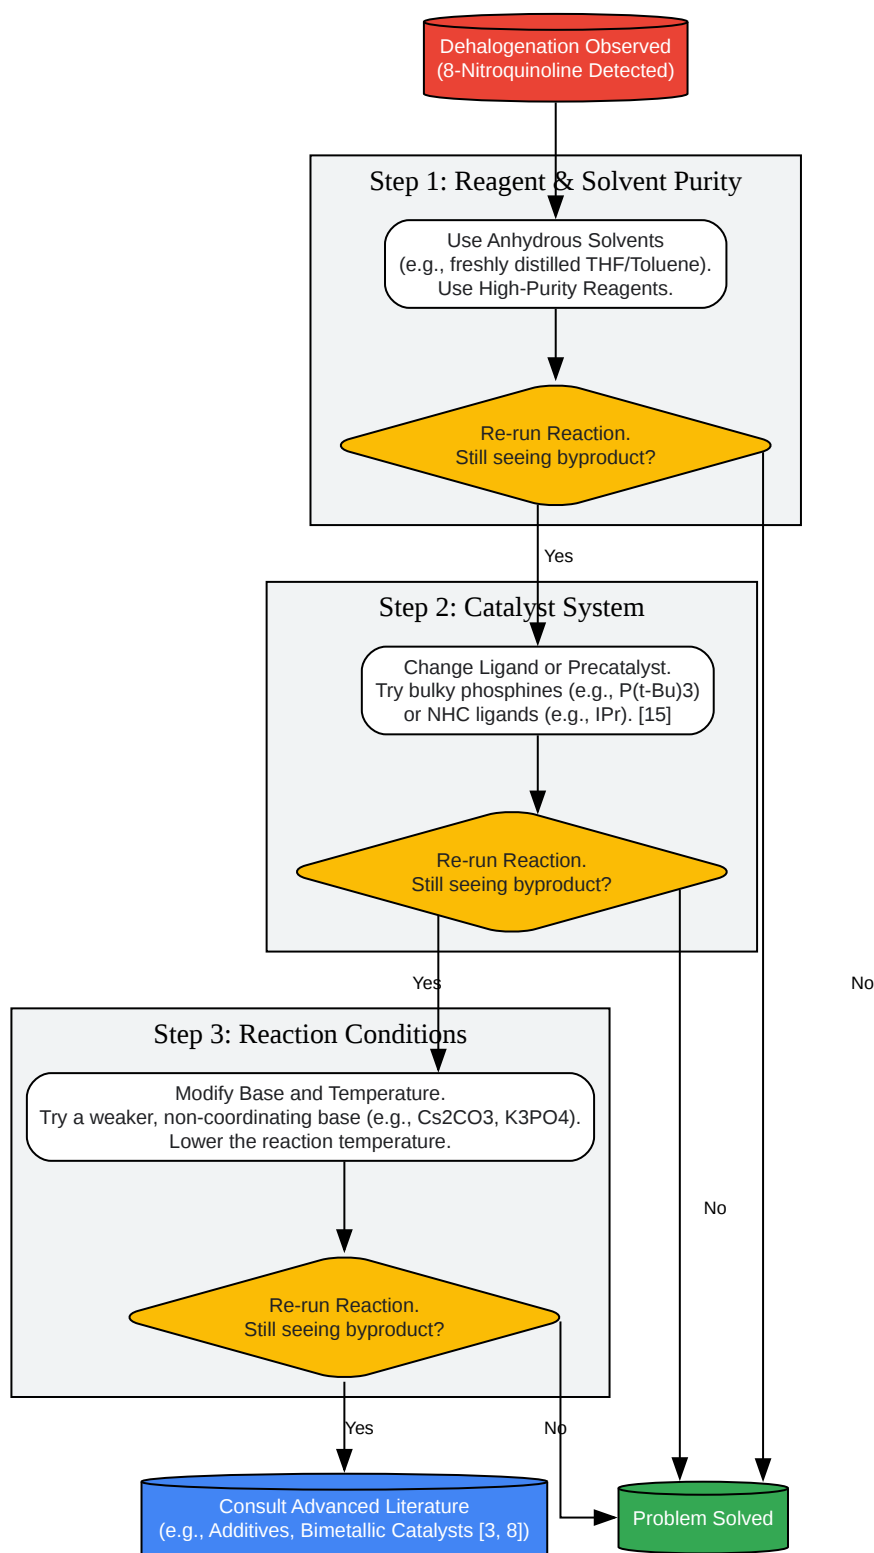 Dehalogenation Observed
(8-Nitroquinoline Detected)
Step 1: Reagent & Solvent Purity
Use Anhydrous Solvents
(e.g., freshly distilled THF/Toluene).
Use High-Purity Reagents.
Re-run Reaction.
Still seeing byproduct?
Yes
Step 2: Catalyst System
Change Ligand or Precatalyst.
Try bulky phosphines (e.g., P(t-Bu)3)
or NHC ligands (e.g., IPr). [15]
Re-run Reaction.
Still seeing byproduct?
Yes
No
Step 3: Reaction Conditions
Modify Base and Temperature.
Try a weaker, non-coordinating base (e.g., Cs2CO3, K3PO4).
Lower the reaction temperature.
No
Re-run Reaction.
Still seeing byproduct?
Yes
No
Consult Advanced Literature
(e.g., Additives, Bimetallic Catalysts [3, 8])
Problem Solved